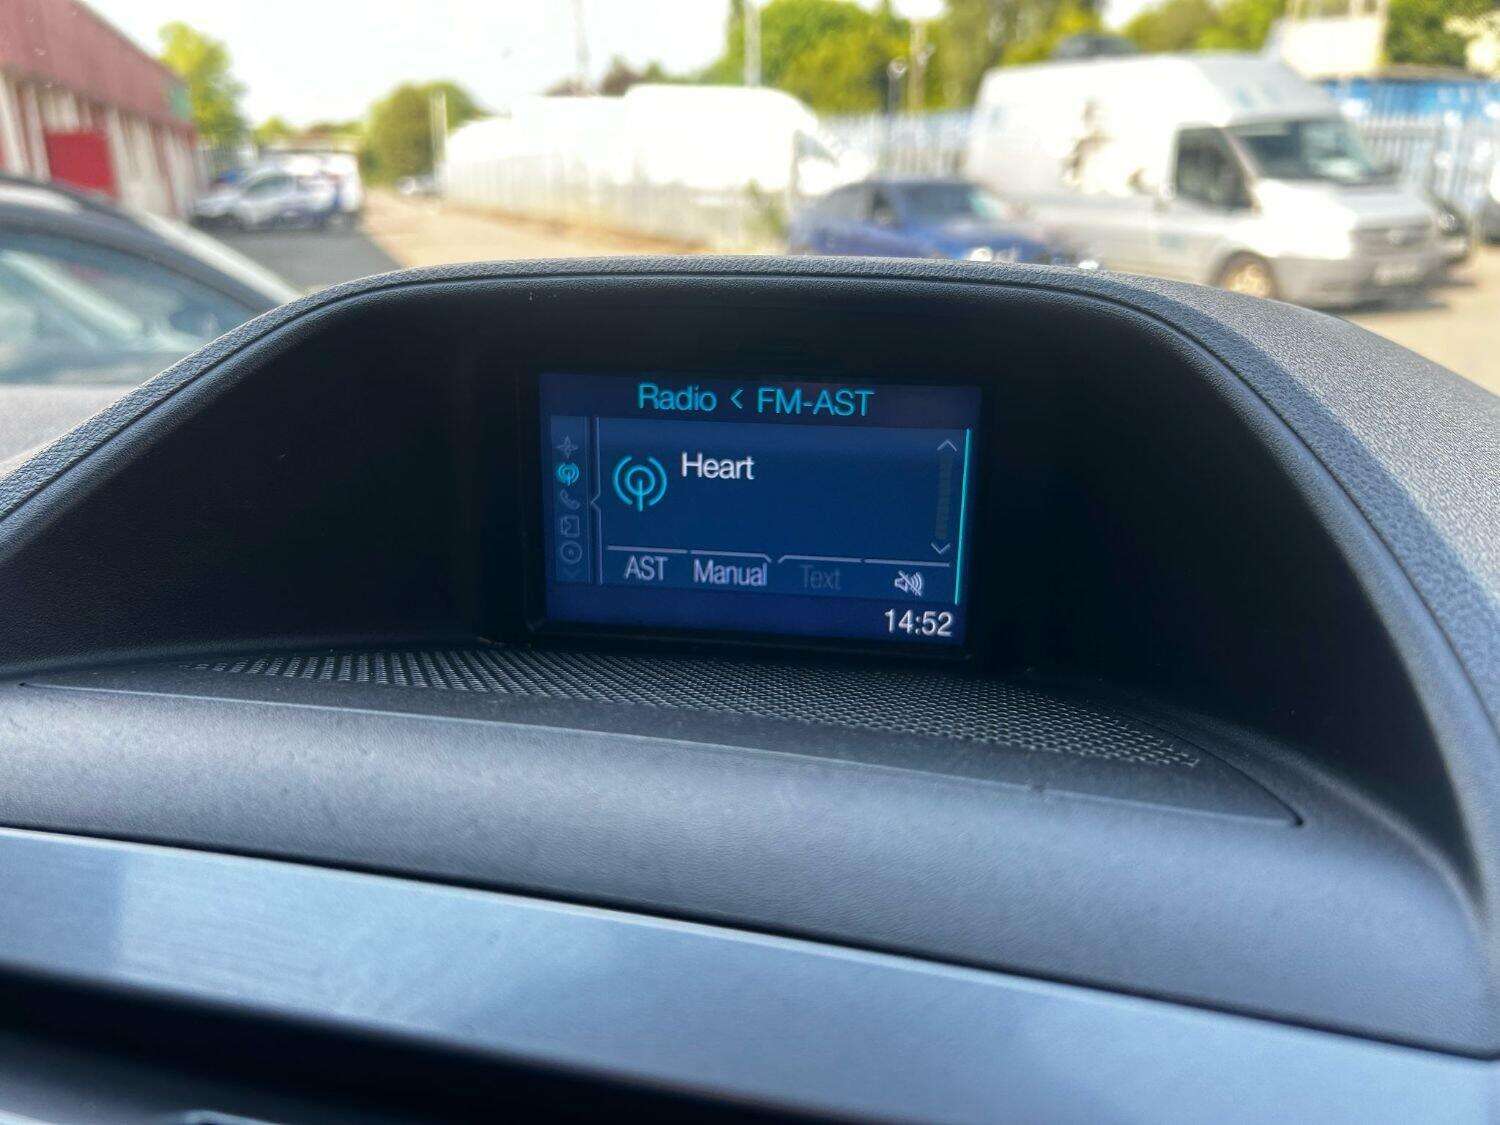 Radio < FM-AST
Heart
AST Manual Text
14:52